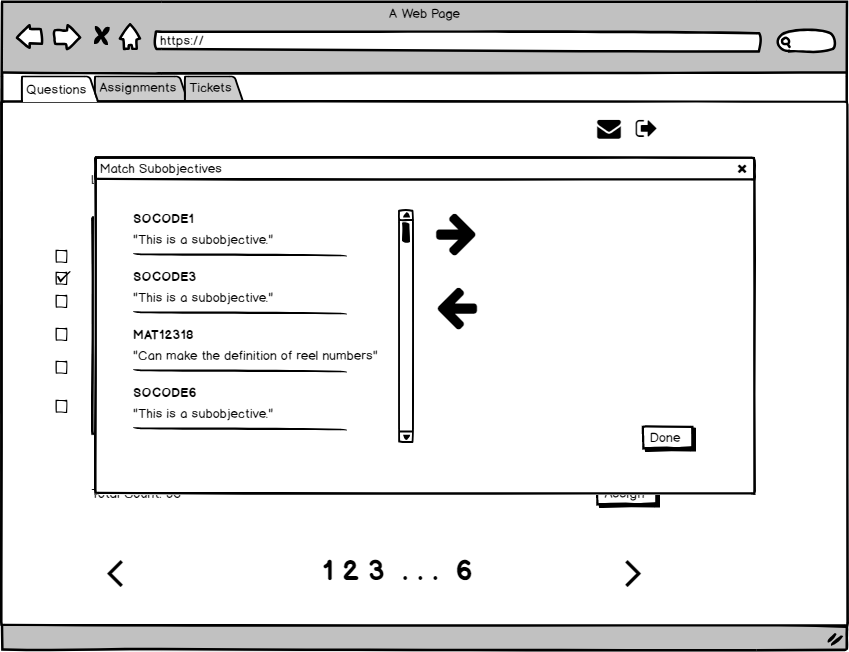 A Web Page
https://
Questions
Assignments
Tickets
Match Subobjectives
SOCODE1
"This is a subobjective."
SOCODE3
"This is a subobjective."
MAT12318
"Can make the definition of reel numbers"
SOCODE6
"This is a subobjective."
Done
Total Count:
Assign
1 2 3 ... 6